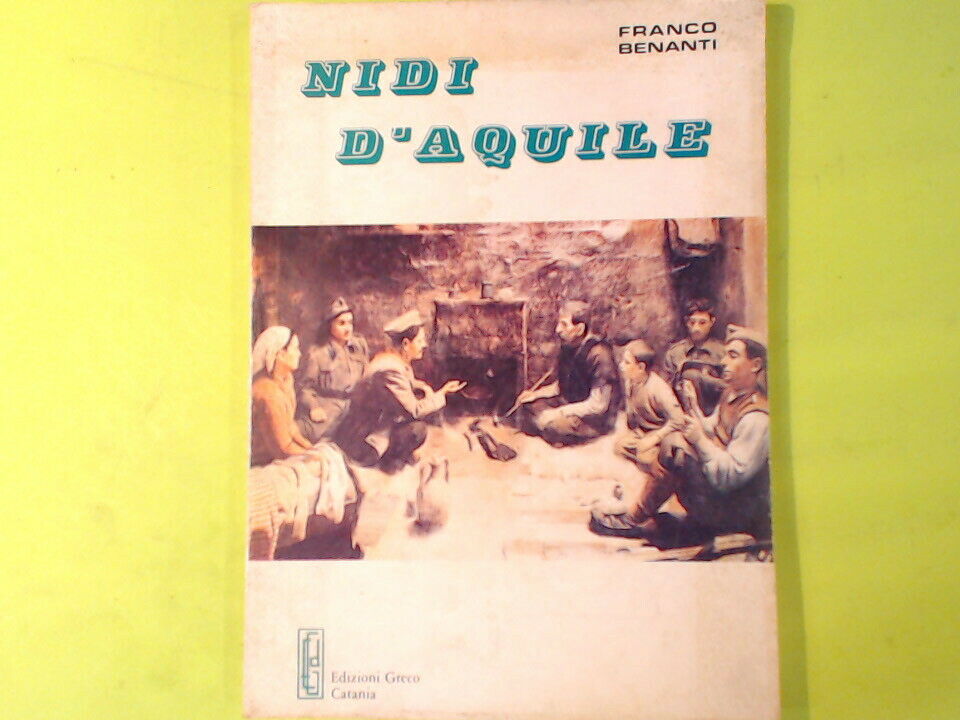 FRANCO
BENANTI
NIDI
D'AQUILE
Edizioni Greco
Catania